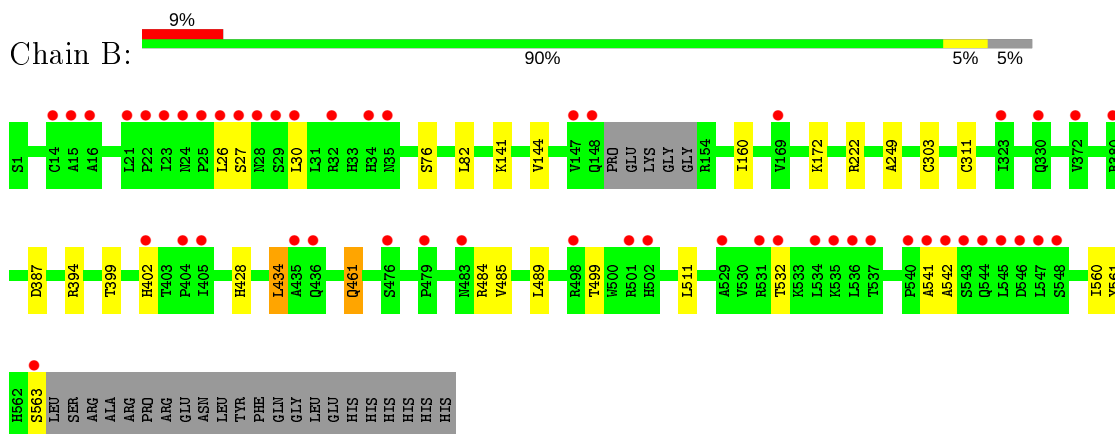 9%
Chain B:
90% 5% 5%
S1 C14 A15 A16 L21 P22 I23 N24 P25 L26 S27 N28 S29 L30 L31 R32 H33 H34 N35 S76 L82 K141 V144 V147 Q148 PRO GLU LYS GLY GLY R154 I160 V169 K172 R222 A249 C303 C311 I323 Q330 V372
D387 R394 T399 H402 T403 P404 I405 H428 L434 A435 Q436 Q461 S476 P479 N483 R484 V485 L489 R498 T499 W500 R501 H502 L511 A529 V530 R531 T532 K533 L534 K535 L536 T537 P540 A541 A542 S543 Q544 L545 D546 L547 S548 I560 Y561
H562 S563 LEU SER ARG ALA ARG PRO ARG GLU ASN LEU TYR PHE GLN GLY LEU GLU HIS HIS HIS HIS HIS HIS